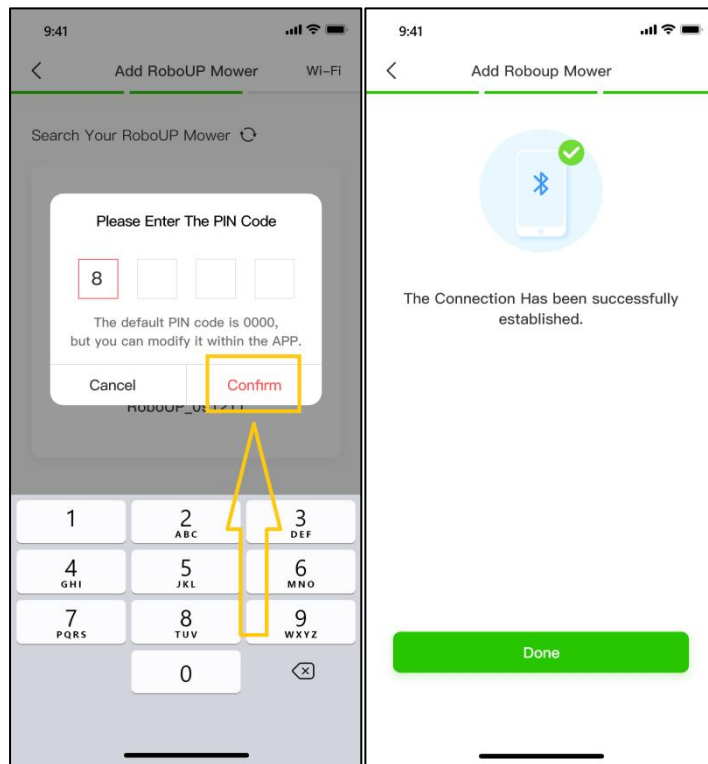 9:41
Add RoboUP Mower
Wi-Fi
Search Your RoboUP Mower
Please Enter The PIN Code
8
The default PIN code is 0000,
but you can modify it within the APP.
Cancel
Confirm
1
2
ABC
3
DEF
4
GHI
5
JKL
6
MNO
7
PQRS
8
TUV
9
WXYZ
0
9:41
Add Roboup Mower
The Connection Has been successfully
established.
Done